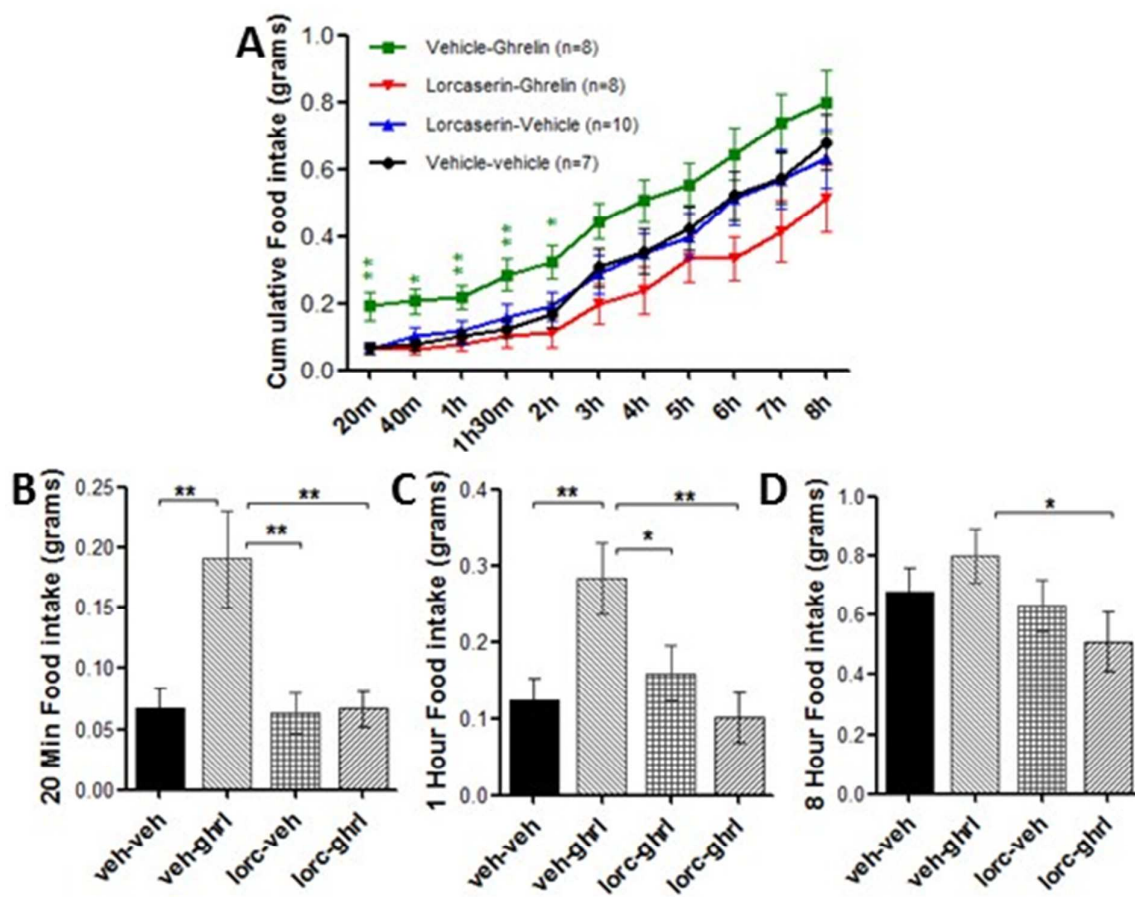 A
Cumulative Food intake (grams)
1.0
0.8
0.6
0.4
0.2
0.0
Vehicle-Ghrelin (n=8)
Lorcaserin-Ghrelin (n=8)
Lorcaserin-Vehicle (n=10)
Vehicle-vehicle (n=7)
**
*
**
**
*
20m
40m
1h
1h30m
2h
3h
4h
5h
6h
7h
8h
B
20 Min Food intake (grams)
0.25
0.20
0.15
0.10
0.05
0.00
**
**
**
veh-veh
veh-ghrl
lorc-veh
lorc-ghrl
C
1 Hour Food intake (grams)
0.4
0.3
0.2
0.1
0.0
**
**
*
veh-veh
veh-ghrl
lorc-ghrl
lorc-ghrl
D
8 Hour Food intake (grams)
1.0
0.8
0.6
0.4
0.2
0.0
*
veh-veh
veh-ghrl
lorc-veh
lorc-ghrl